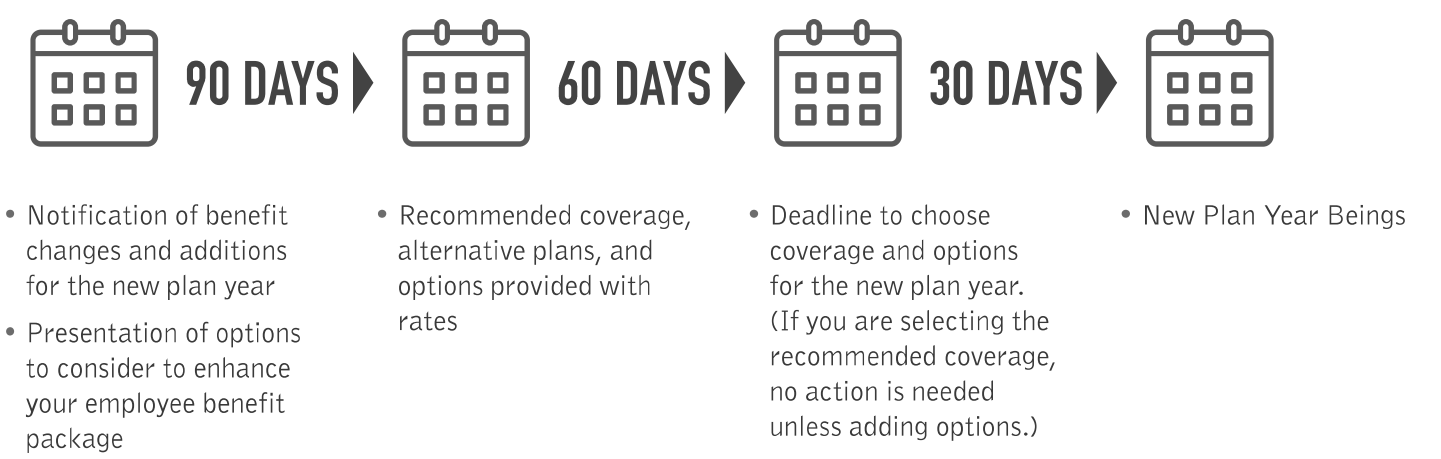 90 DAYS
60 DAYS
30 DAYS
• Notification of benefit
changes and additions
for the new plan year
• Presentation of options
to consider to enhance
your employee benefit
package
• Recommended coverage,
alternative plans, and
options provided with
rates
• Deadline to choose
coverage and options
for the new plan year.
(If you are selecting the
recommended coverage,
no action is needed
unless adding options.)
• New Plan Year Beings